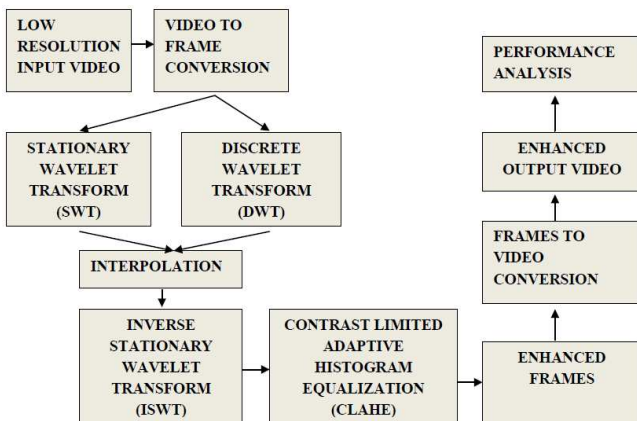 LOW
RESOLUTION
INPUT VIDEO
VIDEO TO
FRAME
CONVERSION
STATIONARY
WAVELET
TRANSFORM
(SWT)
DISCRETE
WAVELET
TRANSFORM
(DWT)
INTERPOLATION
INVERSE
STATIONARY
WAVELET
TRANSFORM
(ISWT)
CONTRAST LIMITED
ADAPTIVE
HISTOGRAM
EQUALIZATION
(CLAHE)
ENHANCED
FRAMES
FRAMES TO
VIDEO
CONVERSION
ENHANCED
OUTPUT VIDEO
PERFORMANCE
ANALYSIS